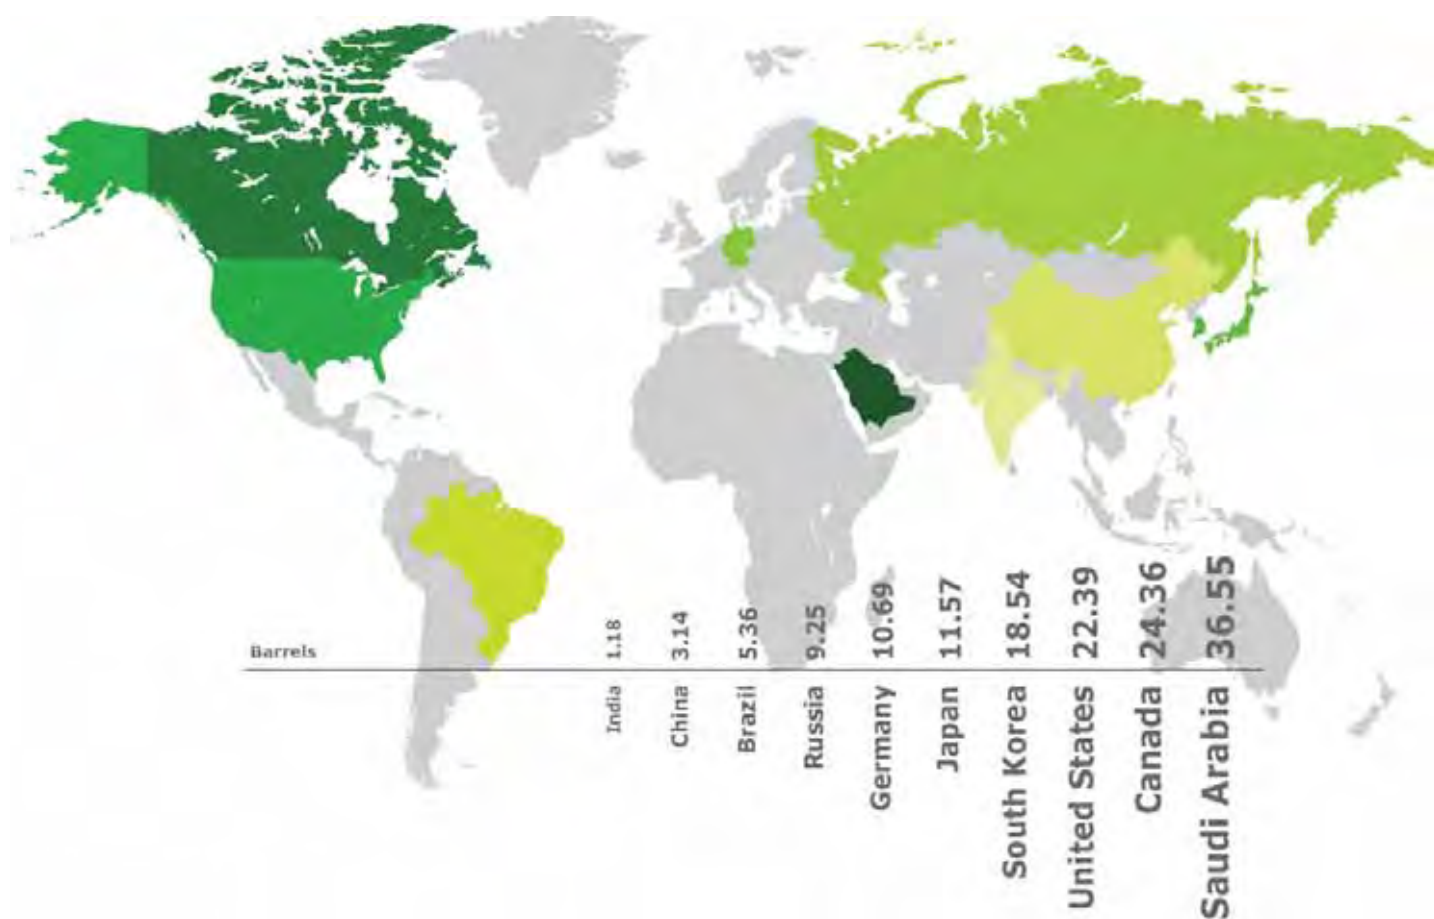 Barrels 1.18 3.14 5.36 9.25 10.69 11.57 18.54 22.39 24.36 36.55
India China Brazil Russia Germany Japan South Korea United States Canada Saudi Arabia